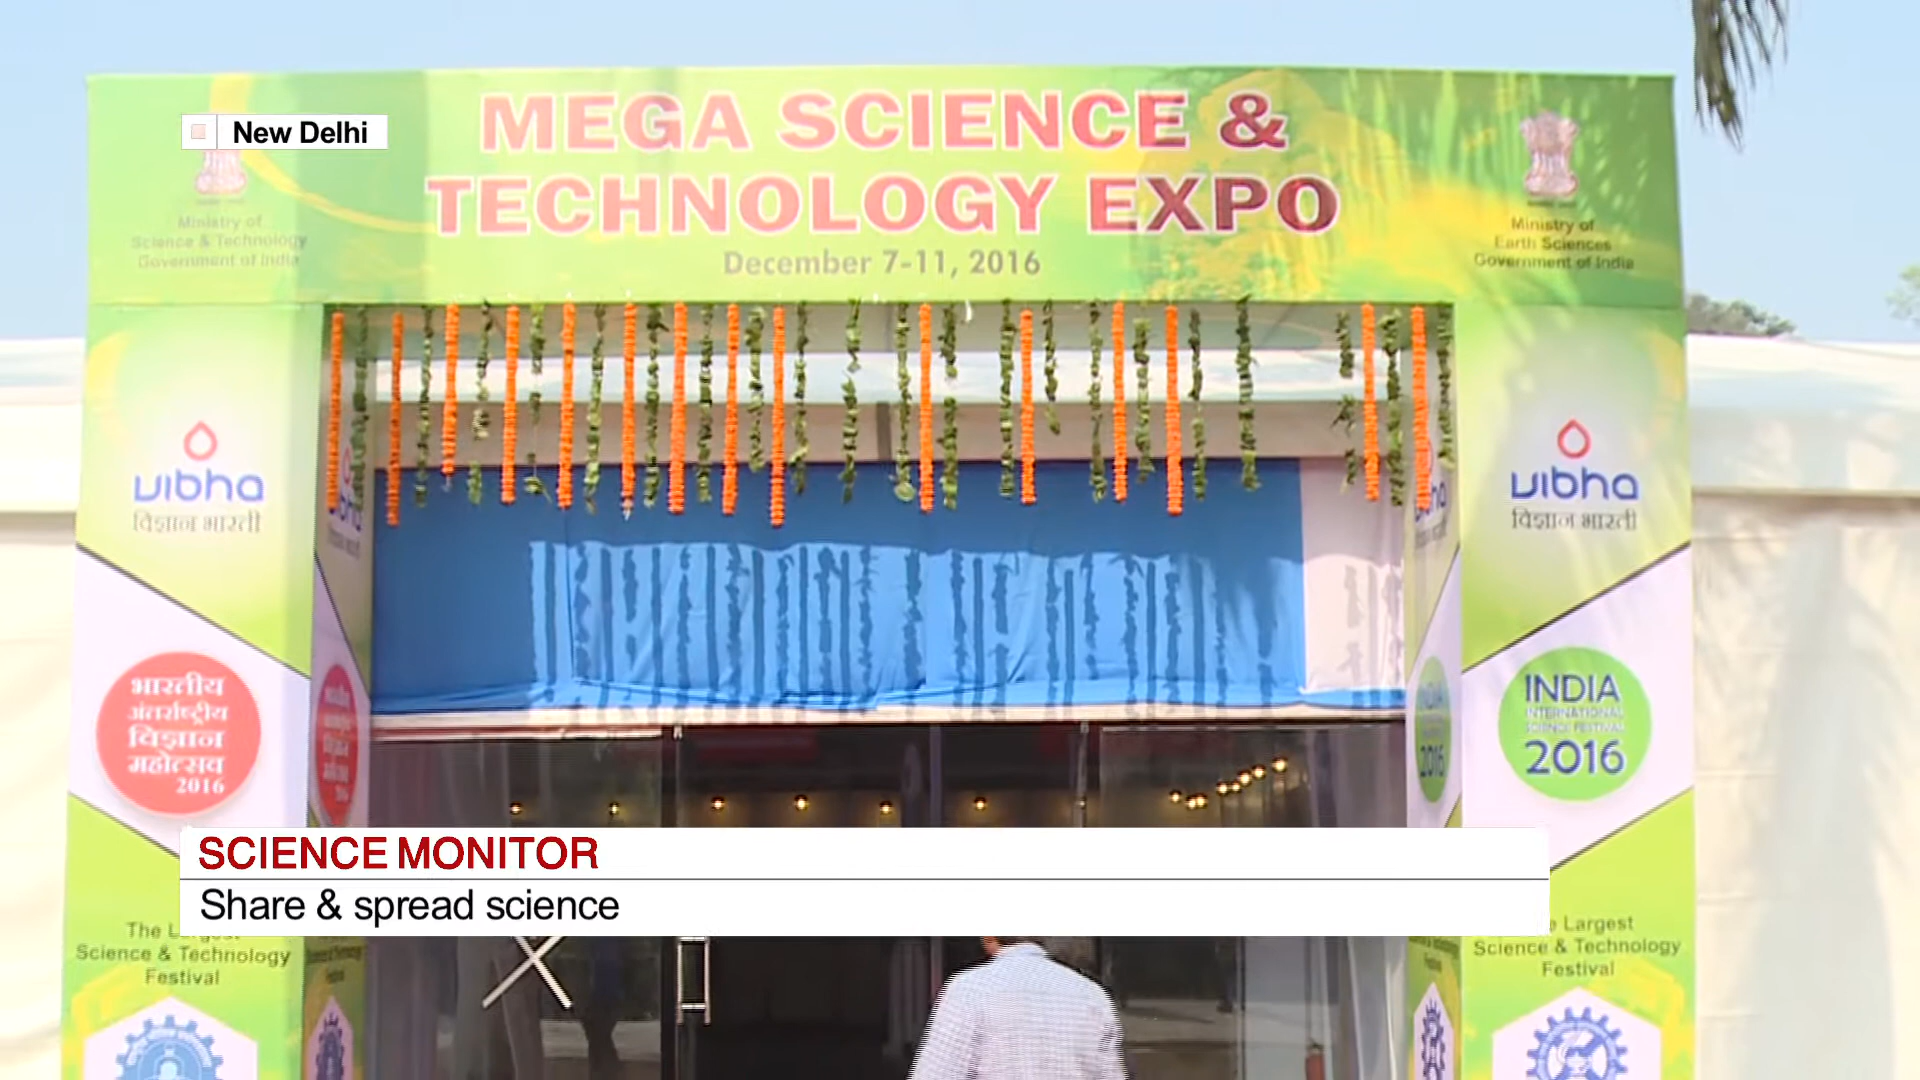 MEGA SCIENCE &
TECHNOLOGY EXPO
December 7-11, 2016
New Delhi
Ministry of
Science & Technology
Government of India
Ministry of
Earth Sciences
Government of India
vibha
विज्ञान भारती
vibha
विज्ञान भारती
भारतीय
अंतर्राष्ट्रीय
विज्ञान
महोत्सव
2016
INDIA
INTERNATIONAL
SCIENCE FESTIVAL
2016
SCIENCE MONITOR
Share & spread science
The Largest
Science & Technology
Festival
Largest
Science & Technology
Festival